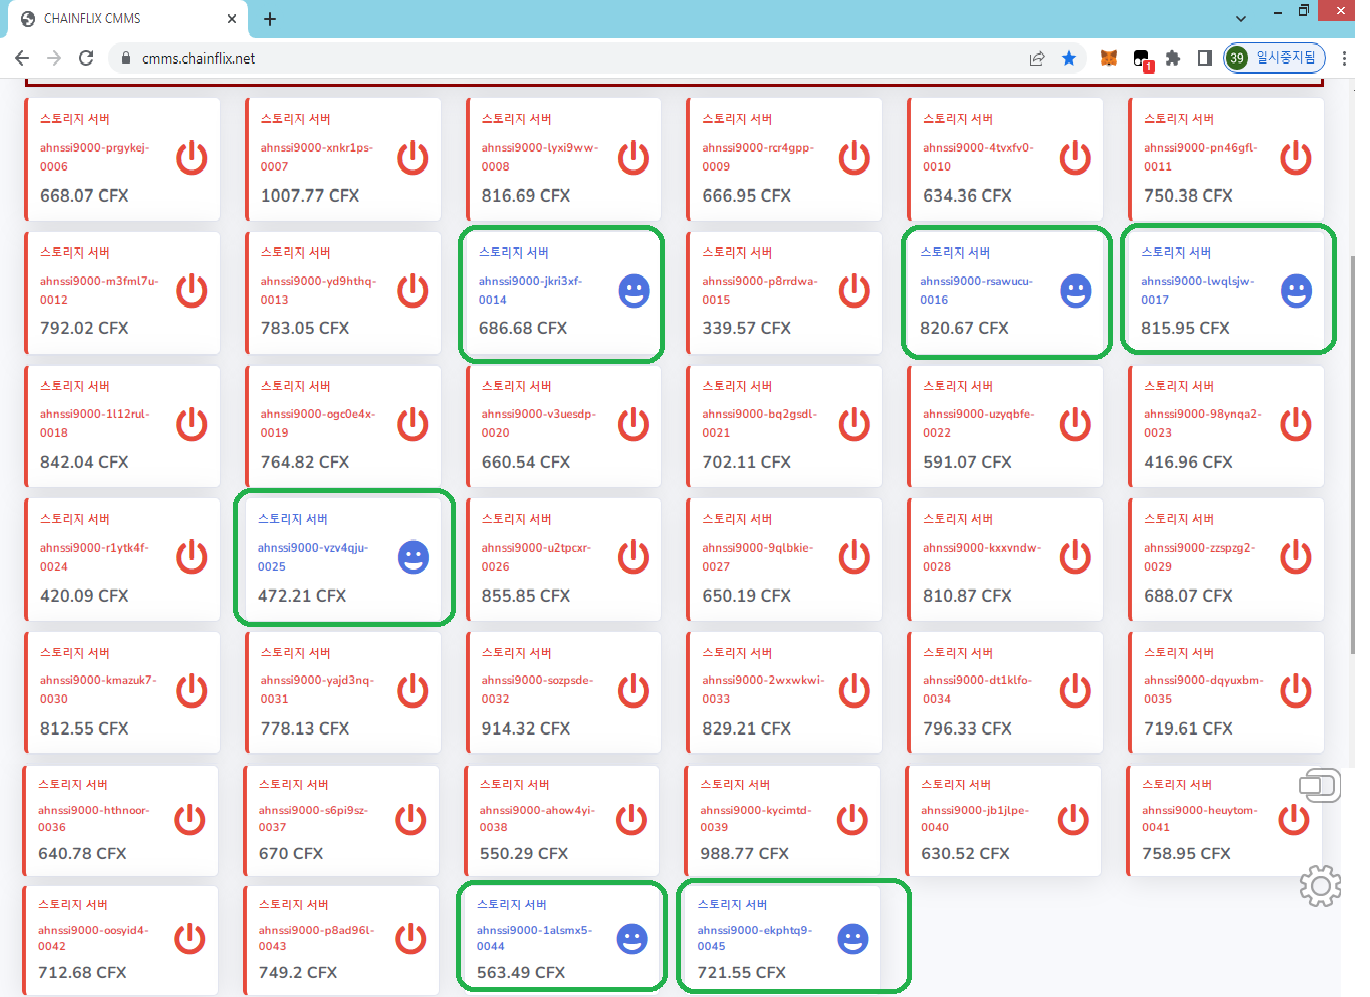 CHAINFLIX CMMS
cmms.chainflix.net
1
39 일시중지됨
스토리지 서버
ahnssi9000-prgykej-
0006
668.07 CFX
스토리지 서버
ahnssi9000-xnkr1ps-
0007
1007.77 CFX
스토리지 서버
ahnssi9000-lyxi9ww-
0008
816.69 CFX
스토리지 서버
ahnssi9000-rcr4gpp-
0009
666.95 CFX
스토리지 서버
ahnssi9000-4tvxfv0-
0010
634.36 CFX
스토리지 서버
ahnssi9000-pn46gfl-
0011
750.38 CFX
스토리지 서버
ahnssi9000-m3fml7u-
0012
792.02 CFX
스토리지 서버
ahnssi9000-yd9hthq-
0013
783.05 CFX
스토리지 서버
ahnssi9000-jkri3xf-
0014
686.68 CFX
스토리지 서버
ahnssi9000-p8rrdwa-
0015
339.57 CFX
스토리지 서버
ahnssi9000-rsawucu-
0016
820.67 CFX
스토리지 서버
ahnssi9000-lwqlsjw-
0017
815.95 CFX
스토리지 서버
ahnssi9000-1l12rul-
0018
842.04 CFX
스토리지 서버
ahnssi9000-ogc0e4x-
0019
764.82 CFX
스토리지 서버
ahnssi9000-v3uesdp-
0020
660.54 CFX
스토리지 서버
ahnssi9000-bq2gsdl-
0021
702.11 CFX
스토리지 서버
ahnssi9000-uzyqbfe-
0022
591.07 CFX
스토리지 서버
ahnssi9000-98ynqa2-
0023
416.96 CFX
스토리지 서버
ahnssi9000-r1ytk4f-
0024
420.09 CFX
스토리지 서버
ahnssi9000-vzv4qju-
0025
472.21 CFX
스토리지 서버
ahnssi9000-u2tpcxr-
0026
855.85 CFX
스토리지 서버
ahnssi9000-9qlbkie-
0027
650.19 CFX
스토리지 서버
ahnssi9000-kxxvndw-
0028
810.87 CFX
스토리지 서버
ahnssi9000-zzspzg2-
0029
688.07 CFX
스토리지 서버
ahnssi9000-kmazuk7-
0030
812.55 CFX
스토리지 서버
ahnssi9000-yajd3nq-
0031
778.13 CFX
스토리지 서버
ahnssi9000-sozpsde-
0032
914.32 CFX
스토리지 서버
ahnssi9000-2wxwkwi-
0033
829.21 CFX
스토리지 서버
ahnssi9000-dt1klfo-
0034
796.33 CFX
스토리지 서버
ahnssi9000-dqyuxbm-
0035
719.61 CFX
스토리지 서버
ahnssi9000-hthnoor-
0036
640.78 CFX
스토리지 서버
ahnssi9000-s6pi9sz-
0037
670 CFX
스토리지 서버
ahnssi9000-ahow4yi-
0038
550.29 CFX
스토리지 서버
ahnssi9000-kycimtd-
0039
988.77 CFX
스토리지 서버
ahnssi9000-jb1jlpe-
0040
630.52 CFX
스토리지 서버
ahnssi9000-heuytom-
0041
758.95 CFX
스토리지 서버
ahnssi9000-oosyid4-
0042
712.68 CFX
스토리지 서버
ahnssi9000-p8ad96l-
0043
749.2 CFX
스토리지 서버
ahnssi9000-1alsmx5-
0044
563.49 CFX
스토리지 서버
ahnssi9000-ekphtq9-
0045
721.55 CFX